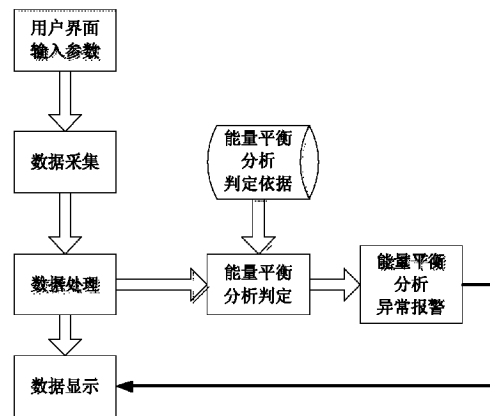 用户界面
输入参数
数据采集
能量平衡
分析
判定依据
数据处理
能量平衡
分析判定
能量平衡
分析
异常报警
数据显示